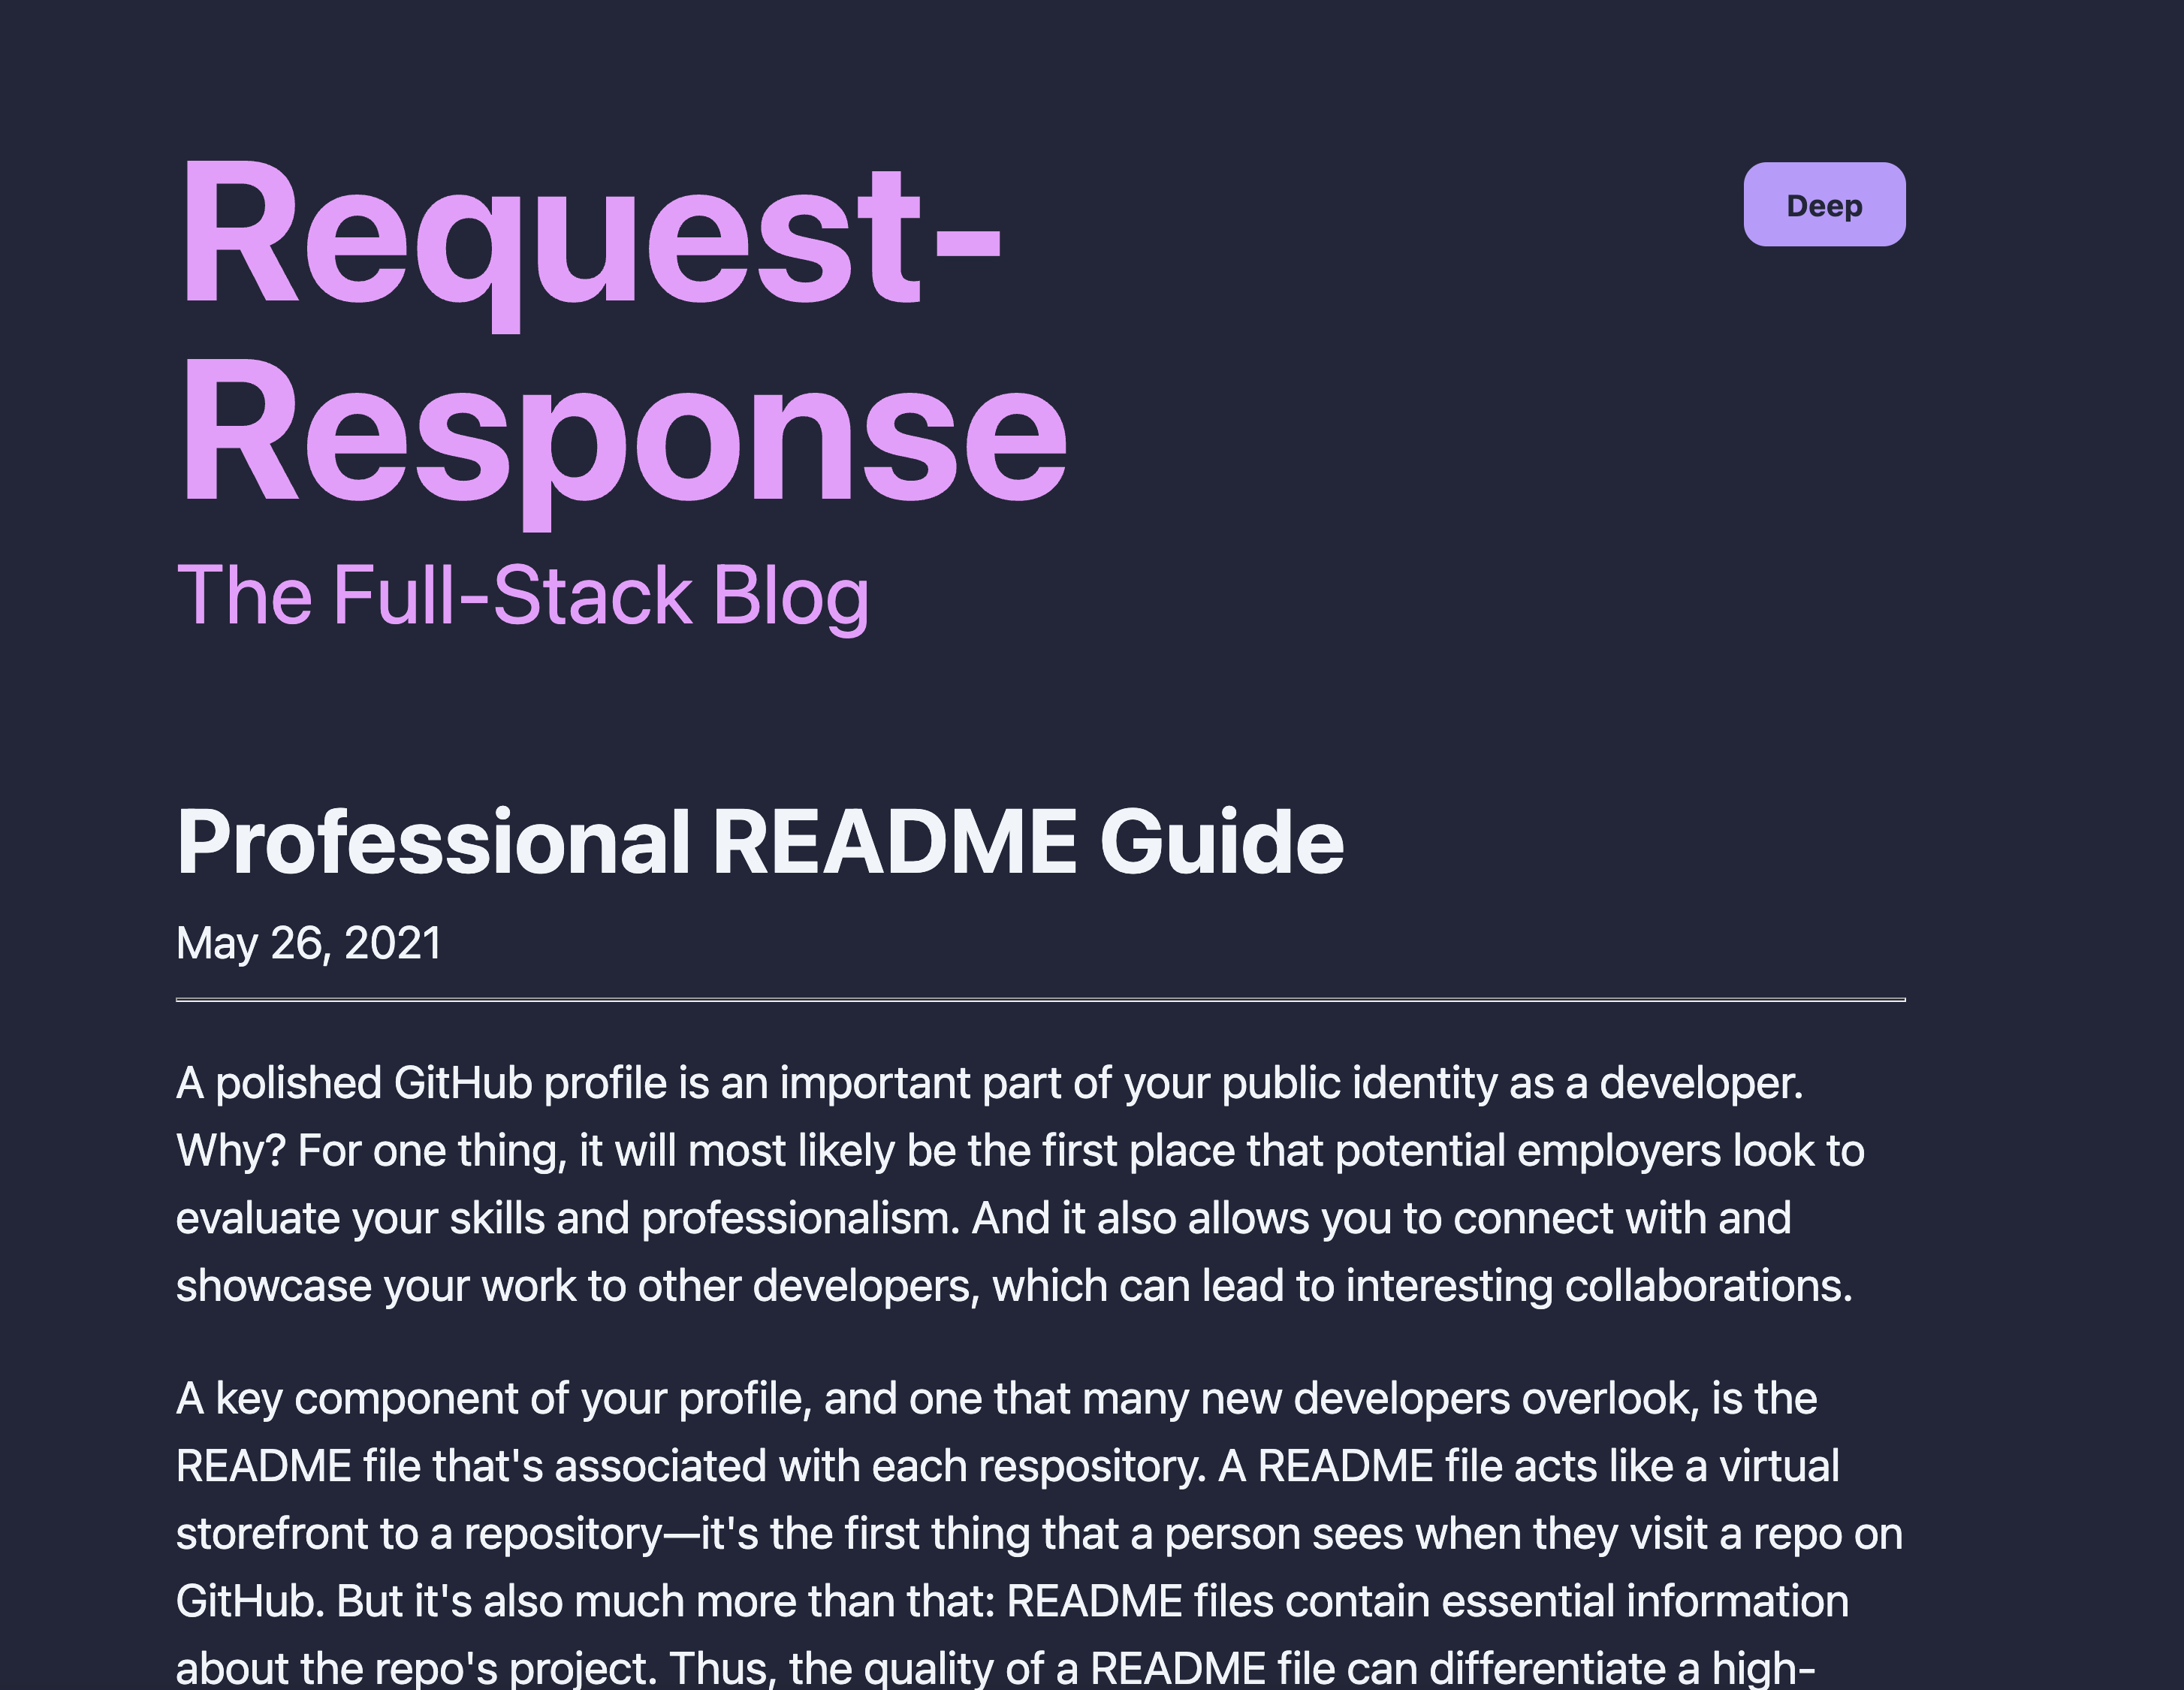 Request-
Response
Deep
The Full-Stack Blog
Professional README Guide
May 26, 2021
A polished GitHub profile is an important part of your public identity as a developer.
Why? For one thing, it will most likely be the first place that potential employers look to
evaluate your skills and professionalism. And it also allows you to connect with and
showcase your work to other developers, which can lead to interesting collaborations.
A key component of your profile, and one that many new developers overlook, is the
README file that's associated with each respository. A README file acts like a virtual
storefront to a repository—it's the first thing that a person sees when they visit a repo on
GitHub. But it's also much more than that: README files contain essential information
about the repo's project. Thus, the quality of a README file can differentiate a high-